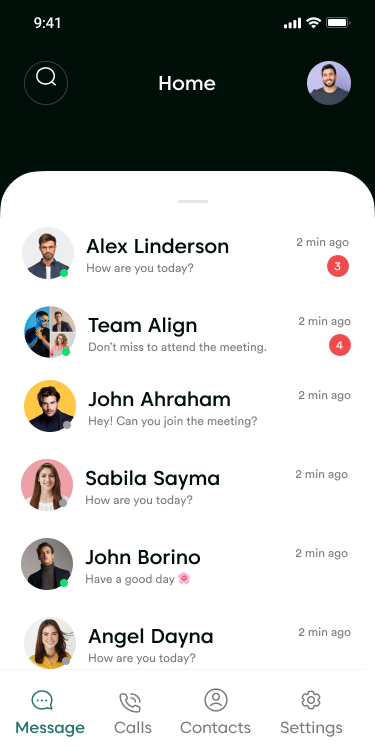 9:41
Home
Alex Linderson
2 min ago
How are you today?
3
Team Align
2 min ago
Don't miss to attend the meeting.
4
John Ahraham
2 min ago
Hey! Can you join the meeting?
Sabila Sayma
2 min ago
How are you today?
John Borino
2 min ago
Have a good day 🌸
Angel Dayna
2 min ago
How are you today?
Message Calls Contacts Settings